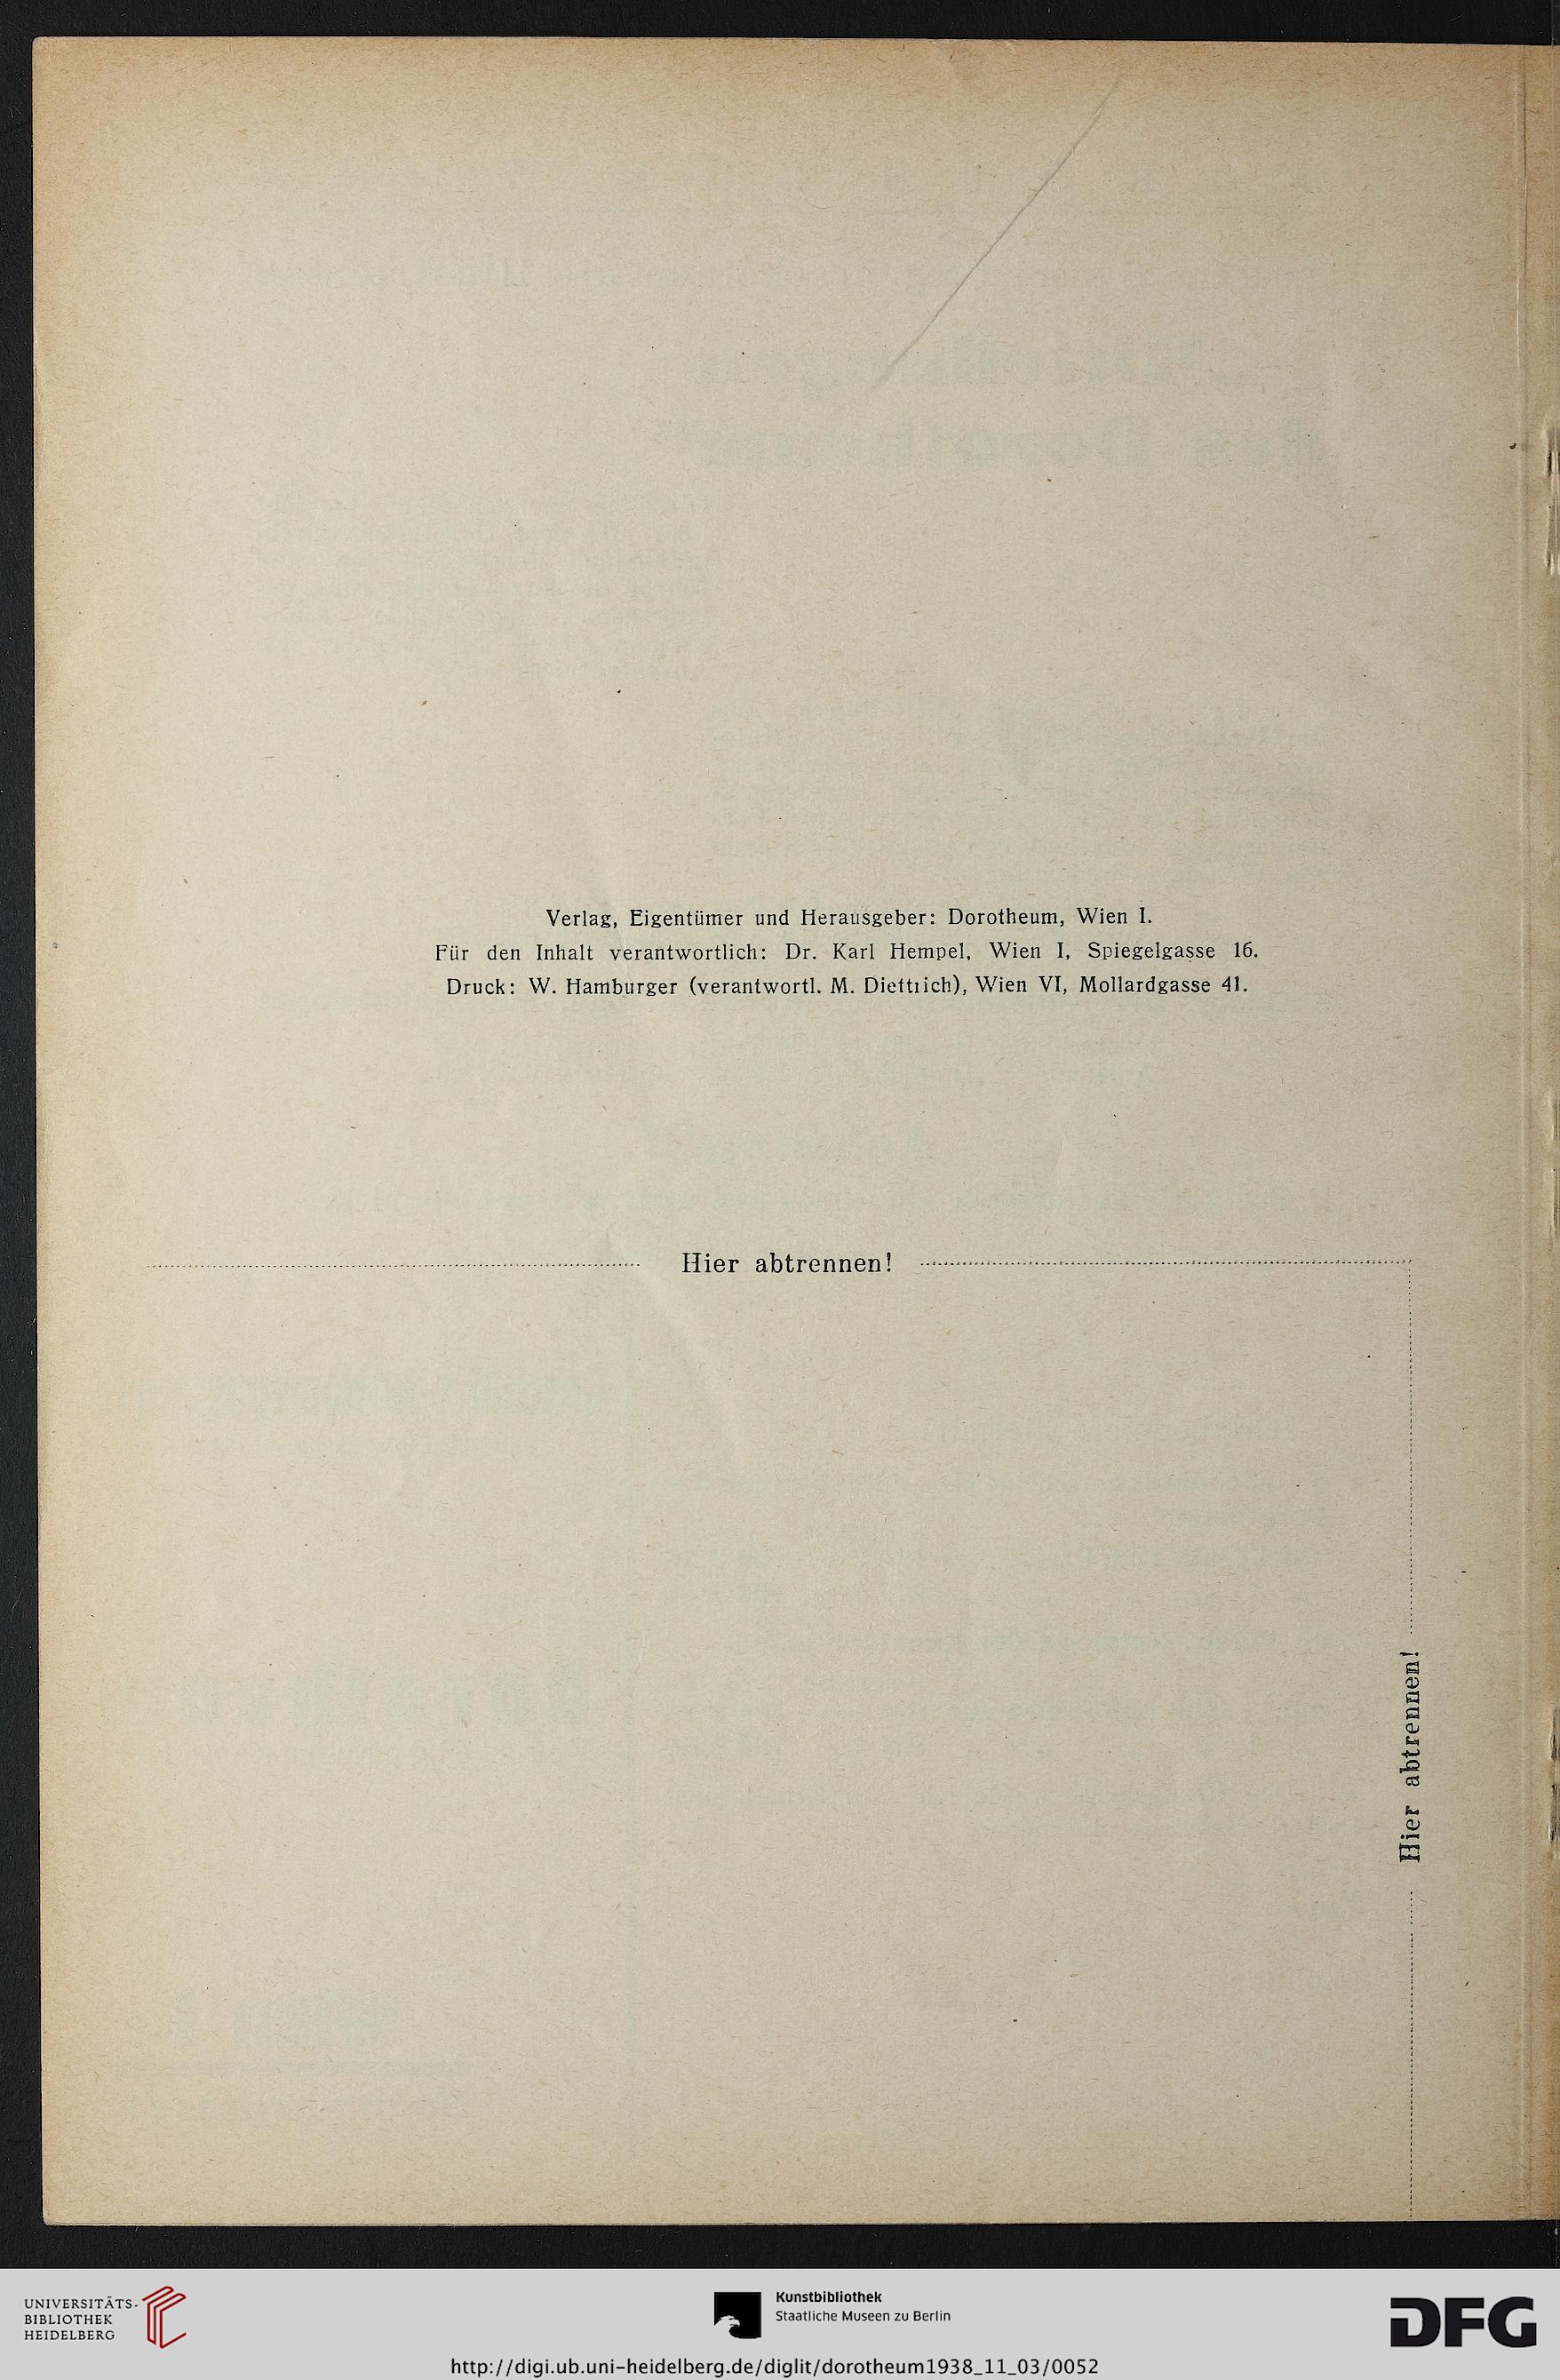 Verlag, Eigentümer und Herausgeber: Dorotheum, Wien I.
Für den Inhalt verantwortlich: Dr. Karl Hempel, Wien I, Spiegelgasse 16.
Druck: W. Hamburger (verantwortl. M. Diettrich), Wien VI, Mollardgasse 41.
Hier abtrennen!
Hier abtrennen!
UNIVERSITÄTS-
BIBLIOTHEK
HEIDELBERG
Kunstbibliothek
Staatliche Museen zu Berlin
DFG
http://digi.ub.uni-heidelberg.de/diglit/dorotheum1938_11_03/0052